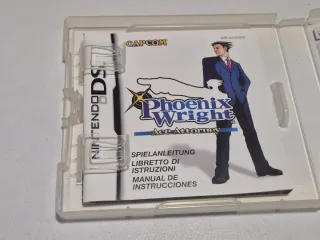 CAPCOM
NINTENDO DS
Phoenix
Wright
Ace Attorney
SPIELANLEITUNG
LIBRETTO DI
ISTRUZIONI
MANUAL DE
INSTRUCCIONES